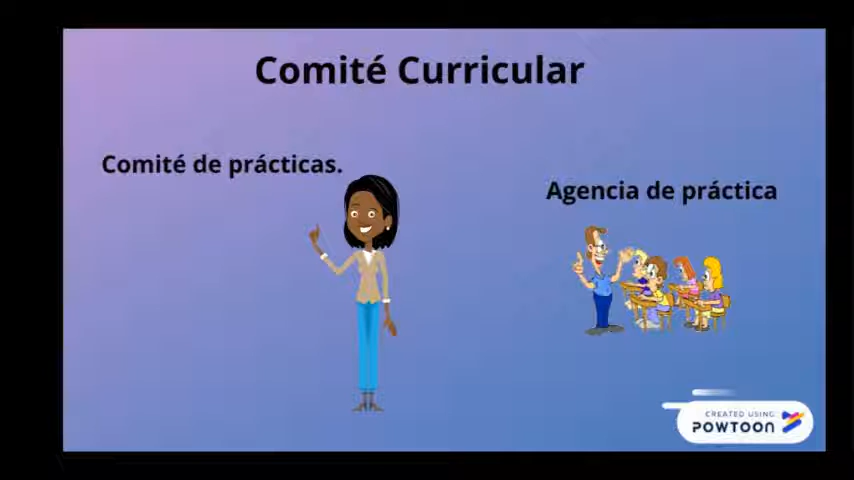 Comité Curricular
Comité de prácticas.
Agencia de práctica
CREATED USING
POWTOON